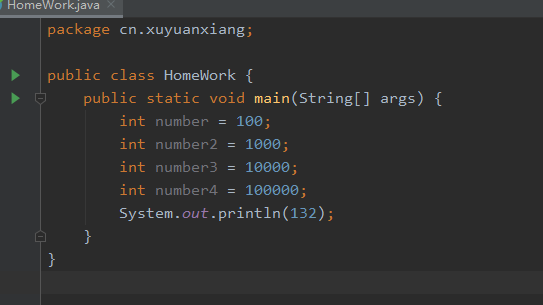 HomeWork.java ×
package cn.xuyuanxiang;
public class HomeWork {
public static void main(String[] args) {
int number = 100;
int number2 = 1000;
int number3 = 10000;
int number4 = 100000;
System.out.println(132);
}
}